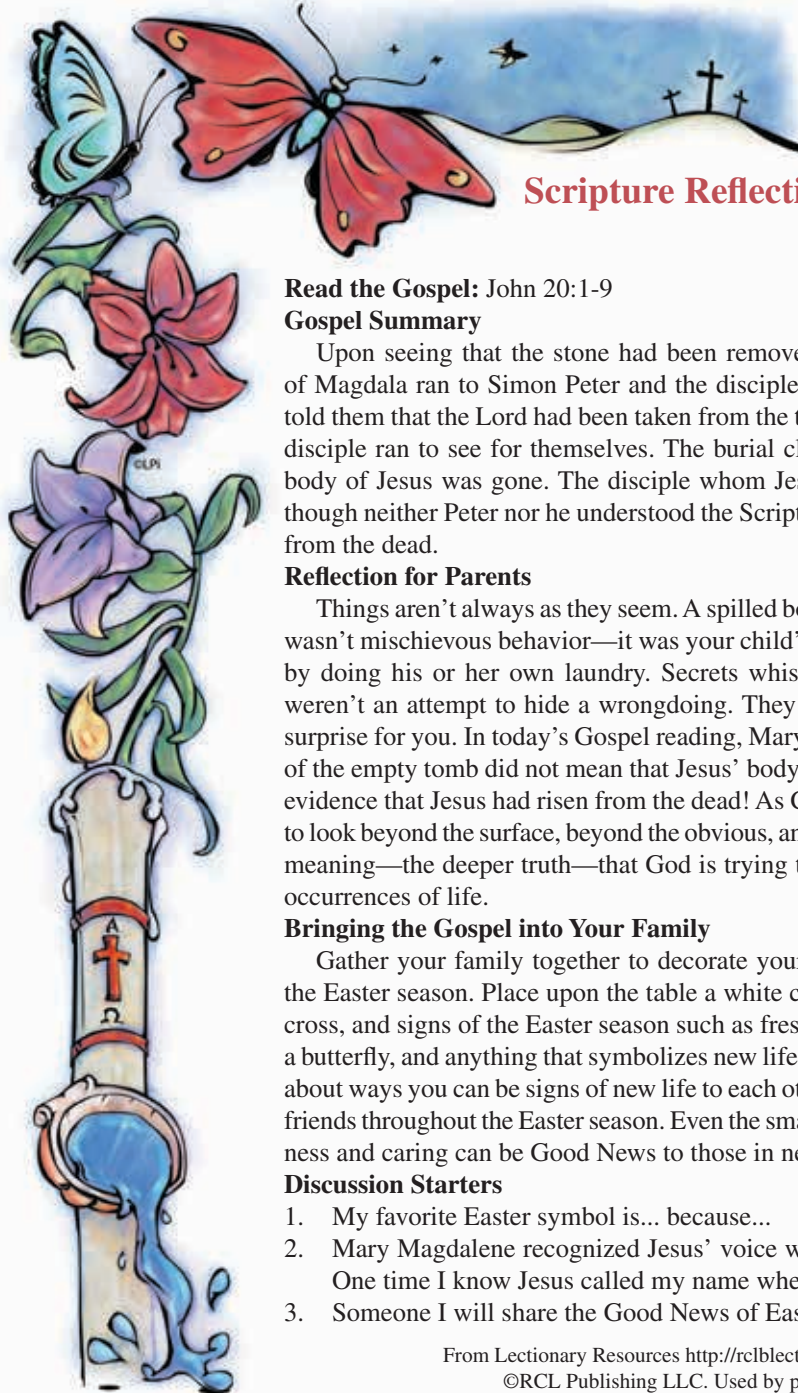 Scripture Reflecti
Read the Gospel: John 20:1-9
Gospel Summary
Upon seeing that the stone had been remove
of Magdala ran to Simon Peter and the disciple
told them that the Lord had been taken from the t
disciple ran to see for themselves. The burial cl
body of Jesus was gone. The disciple whom Jes
though neither Peter nor he understood the Script
from the dead.
Reflection for Parents
Things aren't always as they seem. A spilled bo
wasn't mischievous behavior—it was your child'
by doing his or her own laundry. Secrets whis
weren't an attempt to hide a wrongdoing. They
surprise for you. In today's Gospel reading, Mary
of the empty tomb did not mean that Jesus' body
evidence that Jesus had risen from the dead! As C
to look beyond the surface, beyond the obvious, an
meaning—the deeper truth—that God is trying t
occurrences of life.
Bringing the Gospel into Your Family
Gather your family together to decorate your
the Easter season. Place upon the table a white c
cross, and signs of the Easter season such as fres
a butterfly, and anything that symbolizes new life
about ways you can be signs of new life to each ot
friends throughout the Easter season. Even the sma
ness and caring can be Good News to those in ne
Discussion Starters
1. My favorite Easter symbol is... because...
2. Mary Magdalene recognized Jesus' voice w
One time I know Jesus called my name whe
3. Someone I will share the Good News of Eas
From Lectionary Resources http://rclblect
©RCL Publishing LLC. Used by p
©LPi
Α
Ω